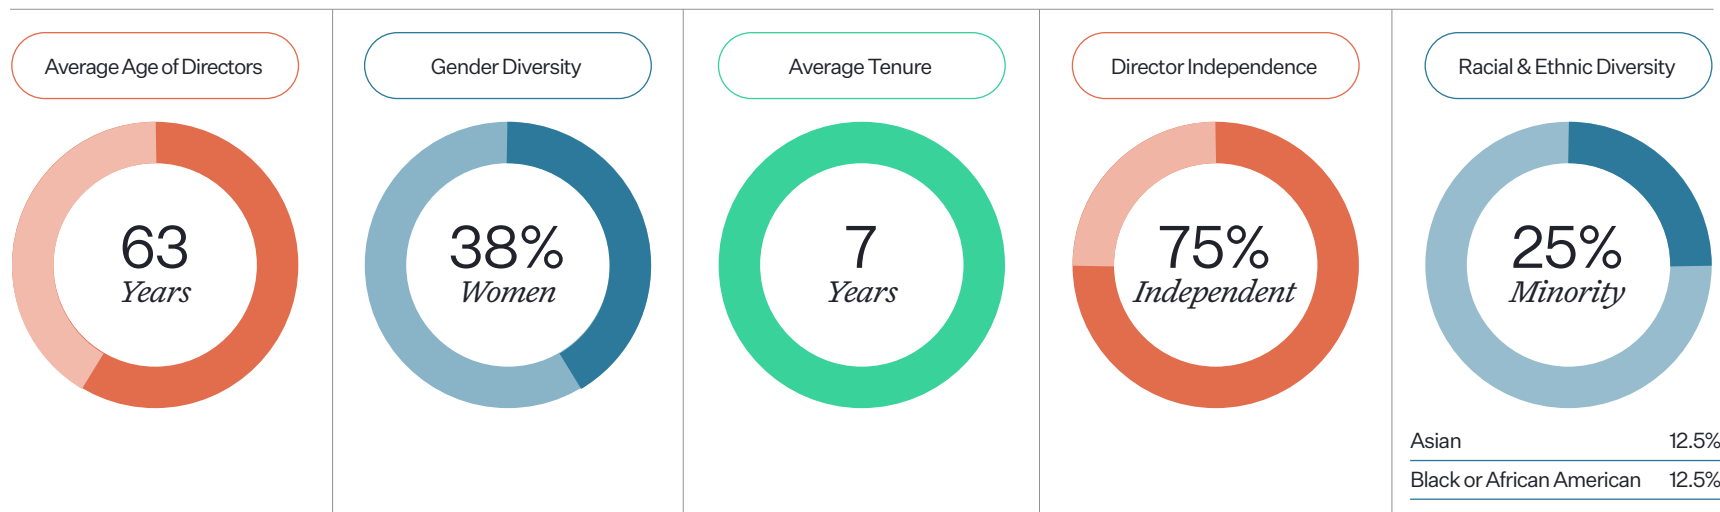 Average Age of Directors
63
Years
Gender Diversity
38%
Women
Average Tenure
7
Years
Director Independence
75%
Independent
Racial & Ethnic Diversity
25%
Minority
Asian 12.5%
Black or African American 12.5%